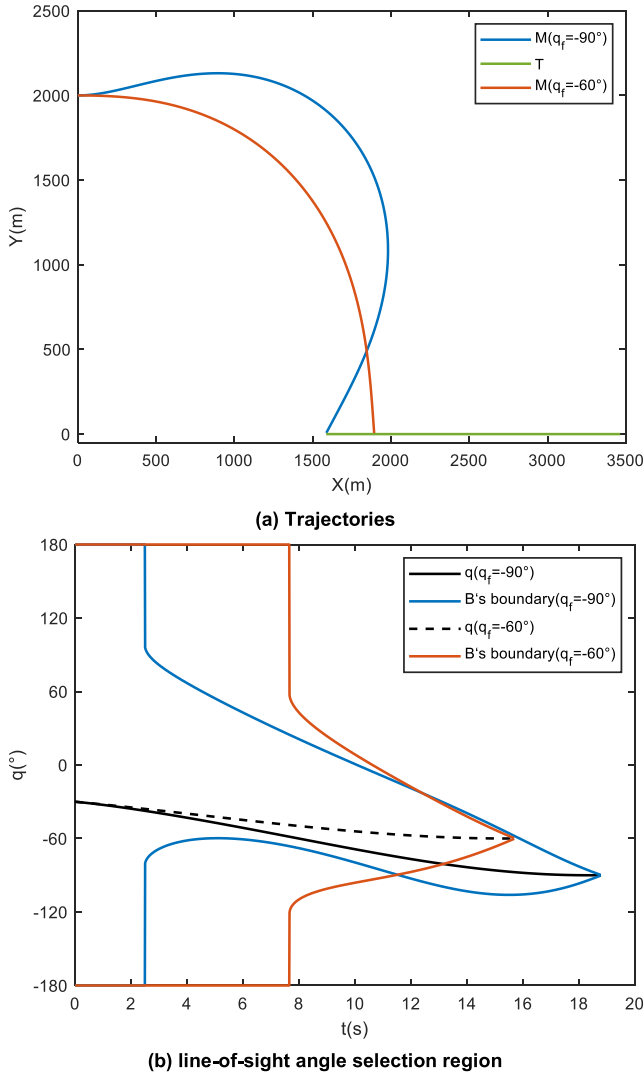 2500
2000
1500
1000
500
0
Y(m)
0 500 1000 1500 2000 2500 3000 3500
X(m)
M(q_f=-90°)
T
M(q_f=-60°)
(a) Trajectories
180
120
60
0
-60
-120
-180
q(°)
0 2 4 6 8 10 12 14 16 18 20
t(s)
q(q_f=-90°)
B's boundary(q_f=-90°)
q(q_f=-60°)
B's boundary(q_f=-60°)
(b) line-of-sight angle selection region